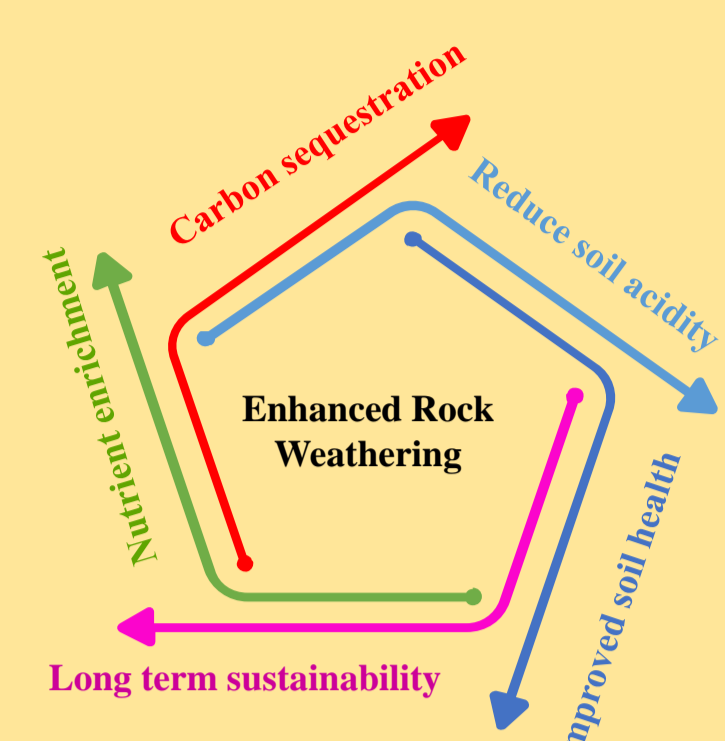 Carbon sequestration
Reduce soil acidity
Nutrient enrichment
Enhanced Rock
Weathering
mproved soil health
Long term sustainability